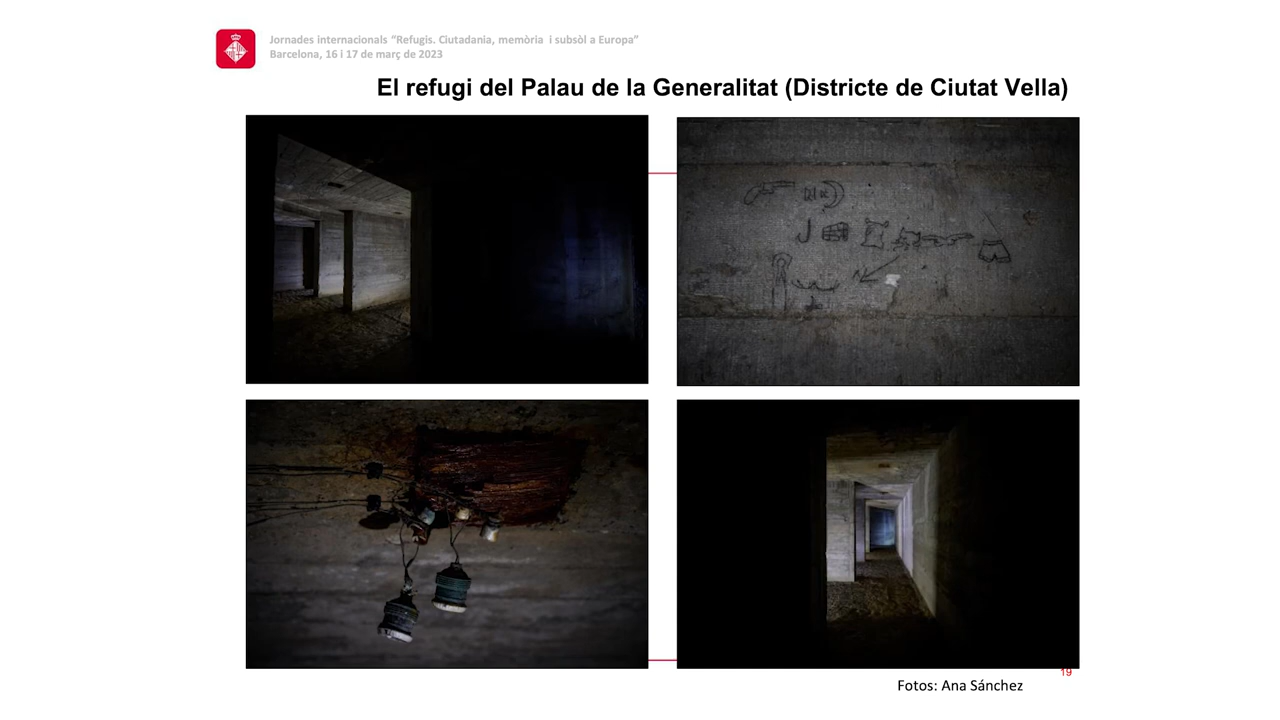 Jornades internacionals “Refugis. Ciutadania, memòria i subsòl a Europa”
Barcelona, 16 i 17 de març de 2023
El refugi del Palau de la Generalitat (Districte de Ciutat Vella)
19
Fotos: Ana Sánchez